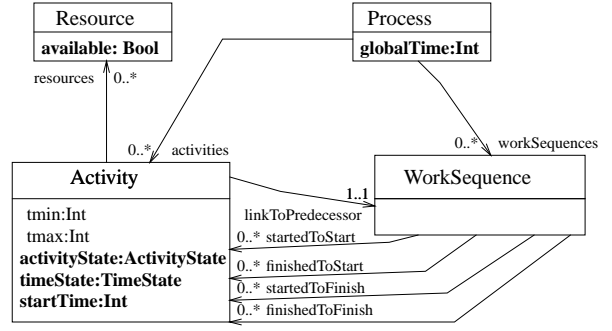 Resource
available: Bool
Process
globalTime:Int
resources
0..*
0..*
activities
0..*
workSequences
Activity
tmin:Int
tmax:Int
activityState:ActivityState
timeState:TimeState
startTime:Int
1..1
linkToPredecessor
WorkSequence
0..* startedToStart
0..* finishedToStart
0..* startedToFinish
0..* finishedToFinish